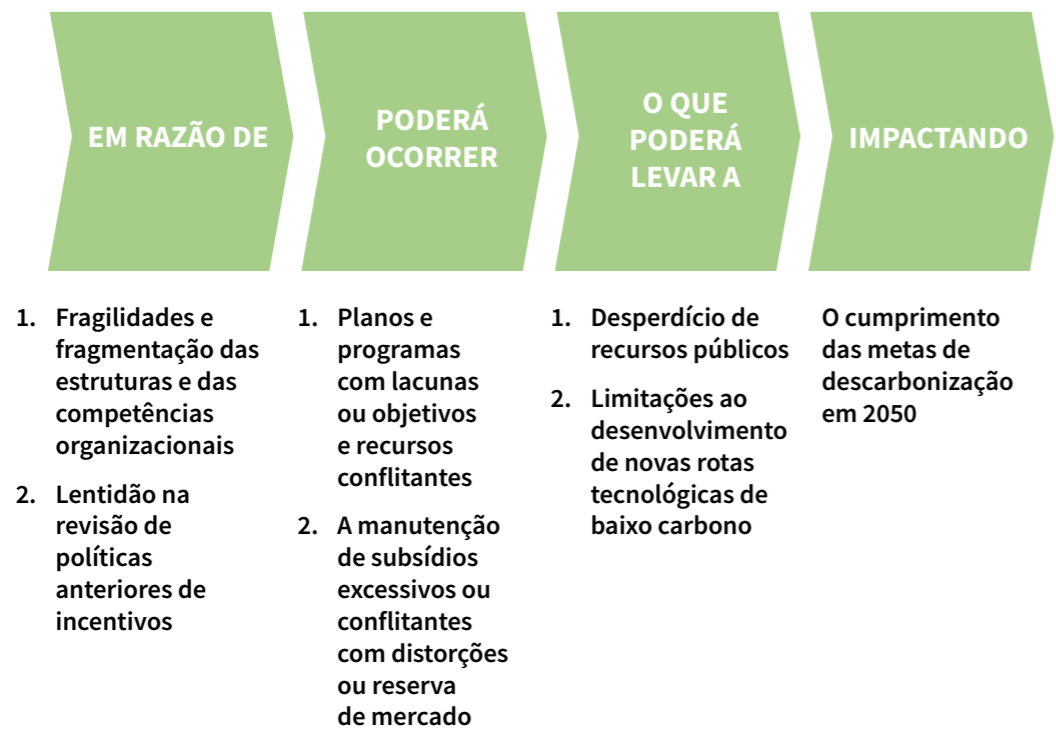 EM RAZÃO DE
PODERÁ
OCORRER
O QUE
PODERÁ
LEVAR A
IMPACTANDO
1. Fragilidades e
fragmentação das
estruturas e das
competências
organizacionais
2. Lentidão na
revisão de
políticas
anteriores de
incentivos
1. Planos e
programas
com lacunas
ou objetivos
e recursos
conflitantes
2. A manutenção
de subsídios
excessivos ou
conflitantes
com distorções
ou reserva
de mercado
1. Desperdício de
recursos públicos
2. Limitações ao
desenvolvimento
de novas rotas
tecnológicas de
baixo carbono
O cumprimento
das metas de
descarbonização
em 2050